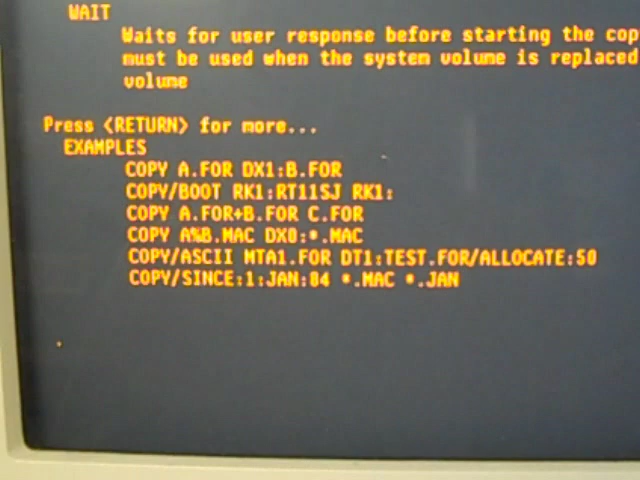 WAIT
Waits for user response before starting the cop
must be used when the system volume is replaced
volume
Press <RETURN> for more...
EXAMPLES
COPY A.FOR DX1:B.FOR
COPY/BOOT RK1:RT11SJ RK1:
COPY A.FOR+B.FOR C.FOR
COPY A%B.MAC DX0:*.MAC
COPY/ASCII MTA1.FOR DT1:TEST.FOR/ALLOCATE:50
COPY/SINCE:1:JAN:84 *.MAC *.JAN
.